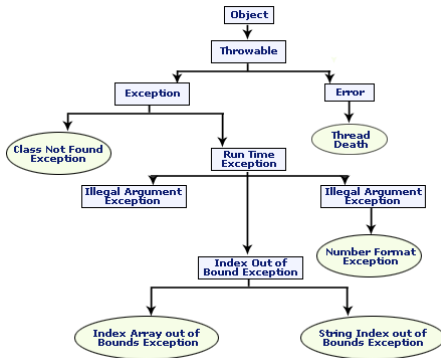 Object
Throwable
Exception
Error
Class Not Found
Exception
Thread
Death
Run Time
Exception
Illegal Argument
Exception
Illegal Argument
Exception
Number Format
Exception
Index Out of
Bound Exception
Index Array out of
Bounds Exception
String Index out of
Bounds Exception